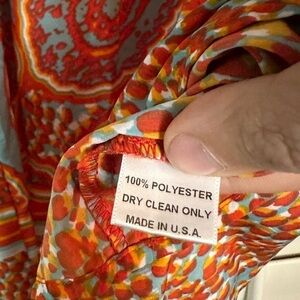 100% POLYESTER
DRY CLEAN ONLY
MADE IN U.S.A.